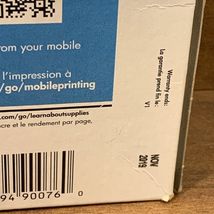 rom your mobile
l'impression à
/go/mobileprinting
.com/go/learnaboutsupplies
cre et le rendement par page,
94 90076 0
Warranty ends:
La garantie prend fin le:
V1
NOV
2019